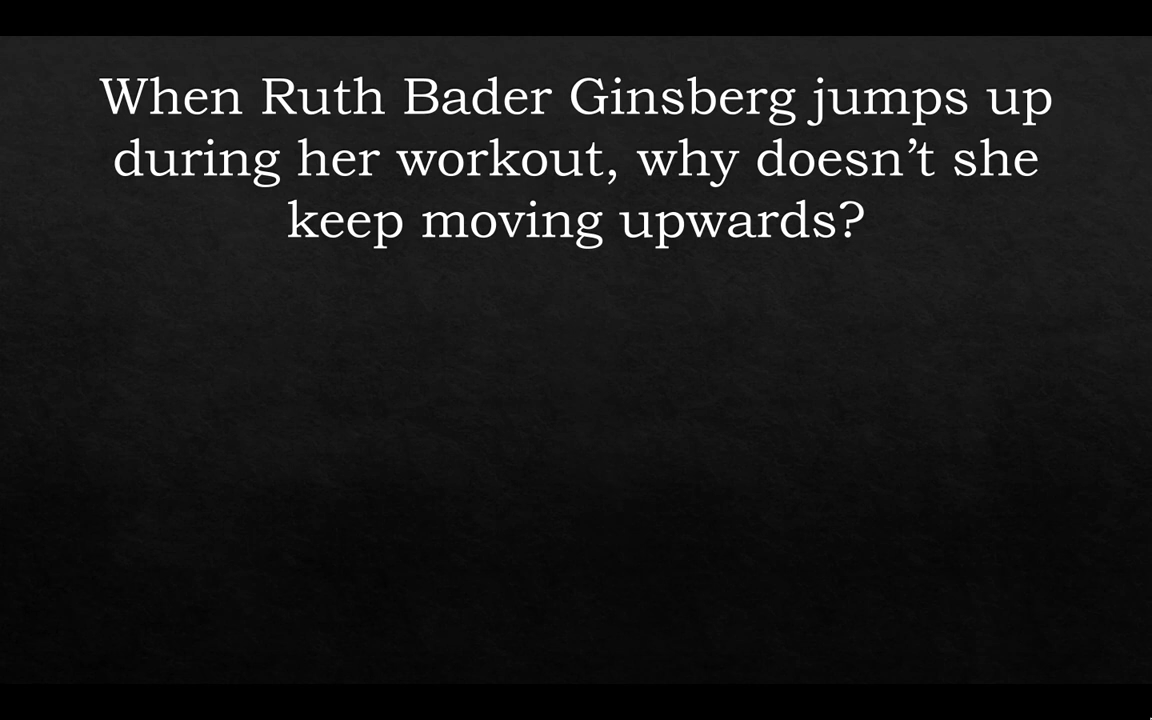 When Ruth Bader Ginsberg jumps up
during her workout, why doesn’t she
keep moving upwards?